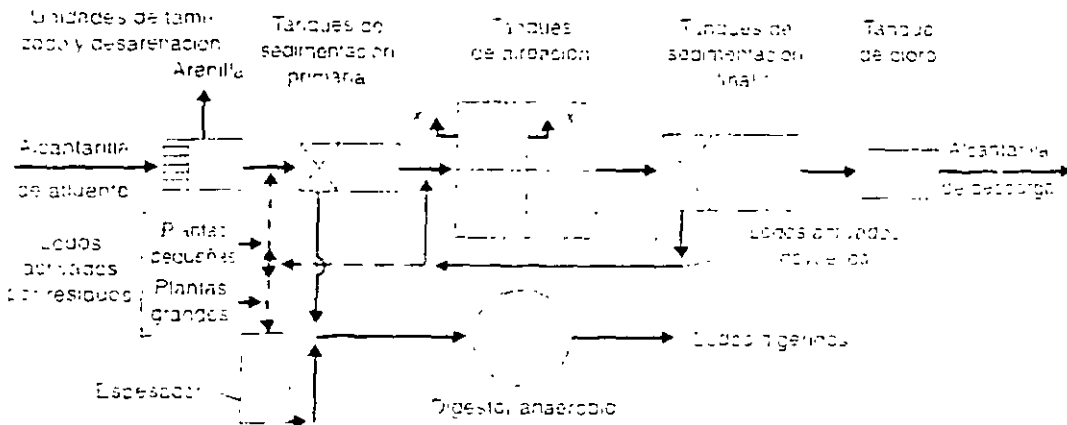 Unidades de tami-
zado y desarenación
Arenilla
Tanques de
sedimentación
primaria
Tanques
de aireación
Tanques de
sedimentación
final
Tanque
de cloro
x
x
Alcantarilla
de afluente
Alcantarilla
de descarga
Lodos
activados
por residuos
Plantas
pequeñas
Plantas
grandes
Lodos activados
Lodos
Espesador
Digestor anaerobio